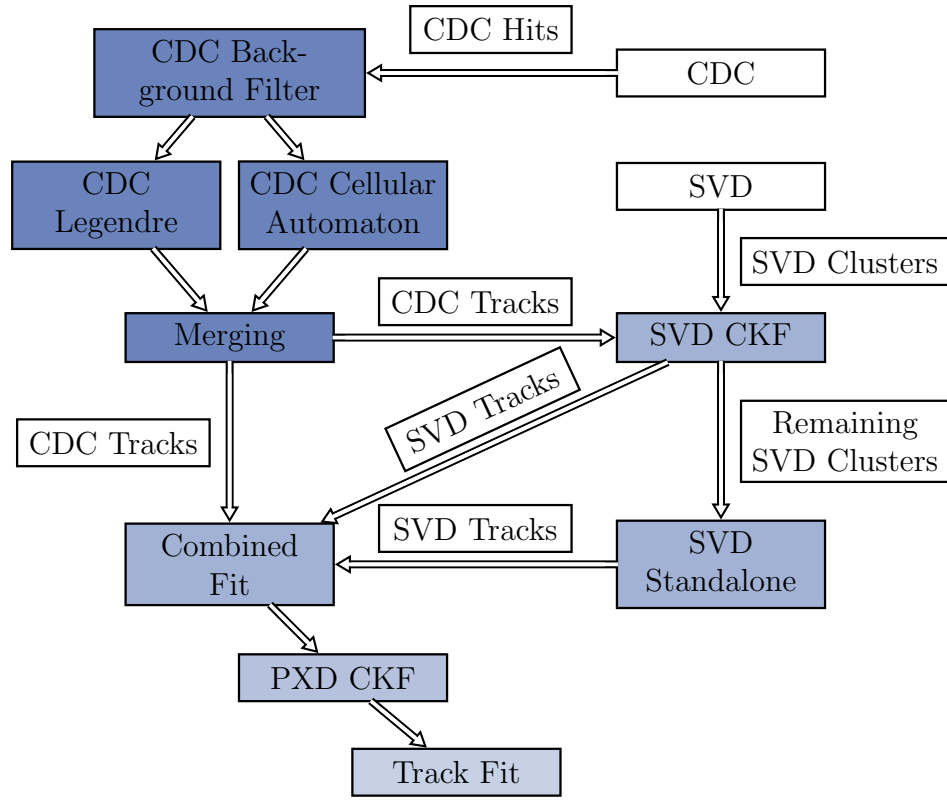 CDC Hits
CDC Back-
ground Filter
CDC
CDC
Legendre
CDC Cellular
Automaton
SVD
SVD Clusters
CDC Tracks
Merging
SVD CKF
SVD Tracks
CDC Tracks
Remaining
SVD Clusters
SVD Tracks
Combined
Fit
SVD
Standalone
PXD CKF
Track Fit